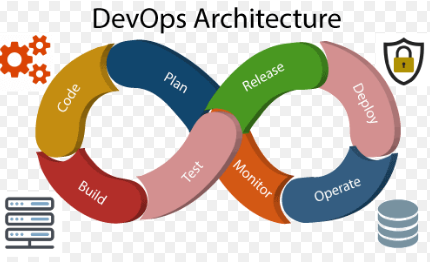 DevOps Architecture
Plan
Code
Build
Test
Release
Deploy
Operate
Monitor